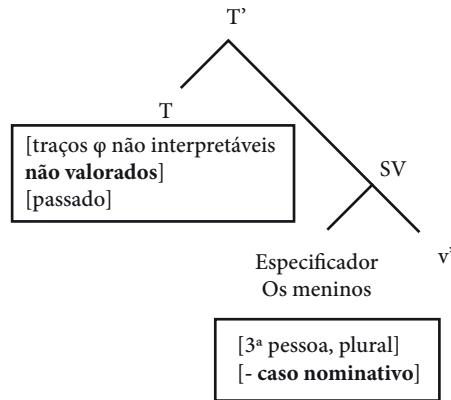 T’
T
[traços φ não interpretáveis
não valorados]
[passado]
SV
Especificador
Os meninos
v’
[3ª pessoa, plural]
[- caso nominativo]